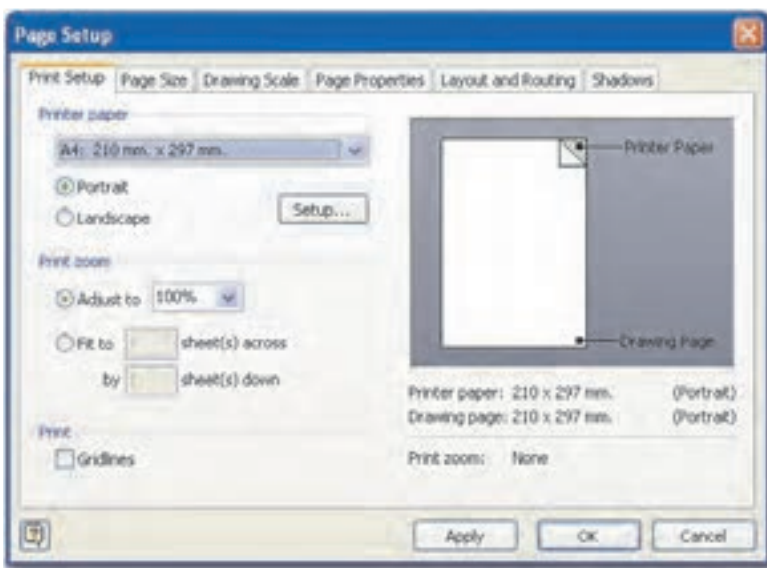 Page Setup
Print Setup Page Size Drawing Scale Page Properties Layout and Routing Shadows
Printer paper
A4: 210 mm. x 297 mm.
Portrait
Landscape
Setup...
Print zoom
Adjust to 100%
Fit to sheet(s) across
by sheet(s) down
Print
Gridlines
Printer Paper
Drawing Page
Printer paper: 210 x 297 mm. (Portrait)
Drawing page: 210 x 297 mm. (Portrait)
Print zoom: None
Apply OK Cancel